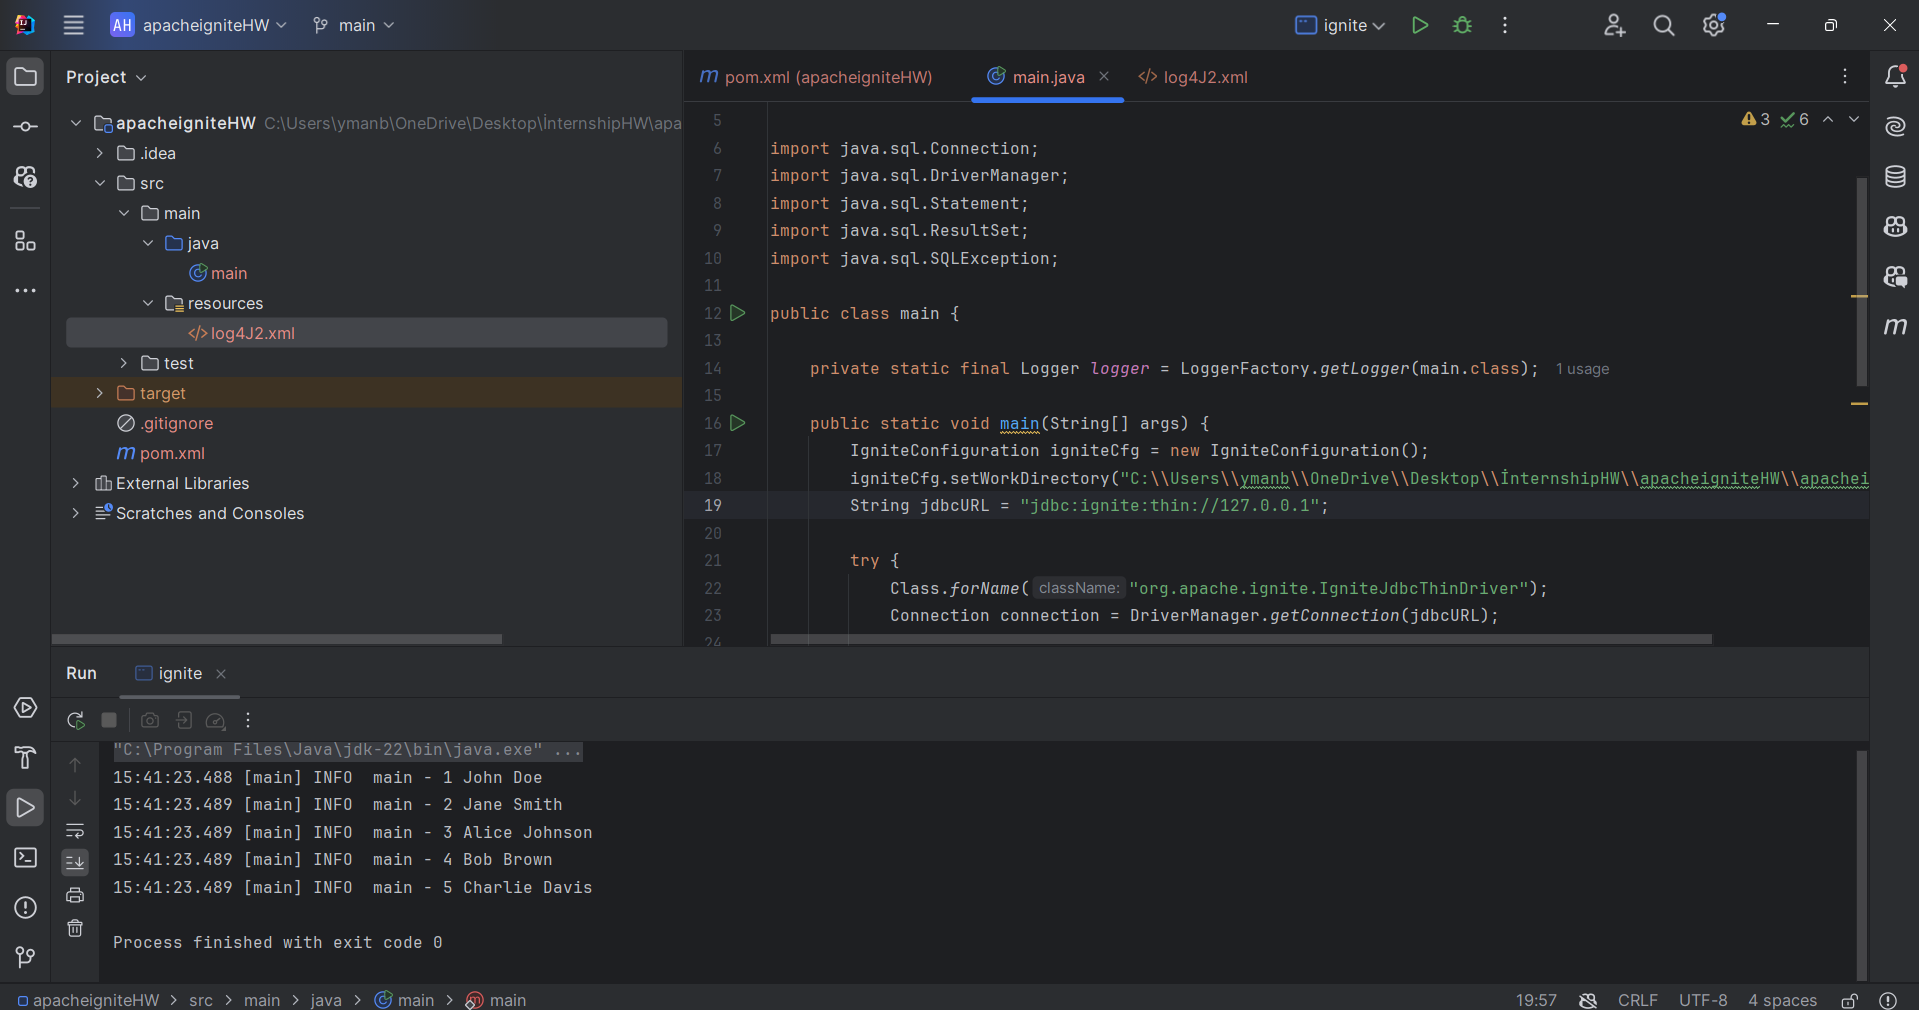 AH apacheigniteHW main ignite
Project
apacheigniteHW C:\Users\ymanb\OneDrive\Desktop\İnternshipHW\apa
.idea
src
main
java
main
resources
log4J2.xml
test
target
.gitignore
m pom.xml
External Libraries
Scratches and Consoles
m pom.xml (apacheigniteHW) main.java log4J2.xml
3 6
5
6 import java.sql.Connection;
7 import java.sql.DriverManager;
8 import java.sql.Statement;
9 import java.sql.ResultSet;
10 import java.sql.SQLException;
11
12 public class main {
13
14 private static final Logger logger = LoggerFactory.getLogger(main.class); 1 usage
15
16 public static void main(String[] args) {
17 IgniteConfiguration igniteCfg = new IgniteConfiguration();
18 igniteCfg.setWorkDirectory("C:\\Users\\ymanb\\OneDrive\\Desktop\\İnternshipHW\\apacheigniteHW\\apachei
19 String jdbcURL = "jdbc:ignite:thin://127.0.0.1";
20
21 try {
22 Class.forName( className: "org.apache.ignite.IgniteJdbcThinDriver");
23 Connection connection = DriverManager.getConnection(jdbcURL);
24
m
Run ignite
"C:\Program Files\Java\jdk-22\bin\java.exe" ...
15:41:23.488 [main] INFO  main - 1 John Doe
15:41:23.489 [main] INFO  main - 2 Jane Smith
15:41:23.489 [main] INFO  main - 3 Alice Johnson
15:41:23.489 [main] INFO  main - 4 Bob Brown
15:41:23.489 [main] INFO  main - 5 Charlie Davis
Process finished with exit code 0
apacheigniteHW > src > main > java > main > m main 19:57 CRLF UTF-8 4 spaces